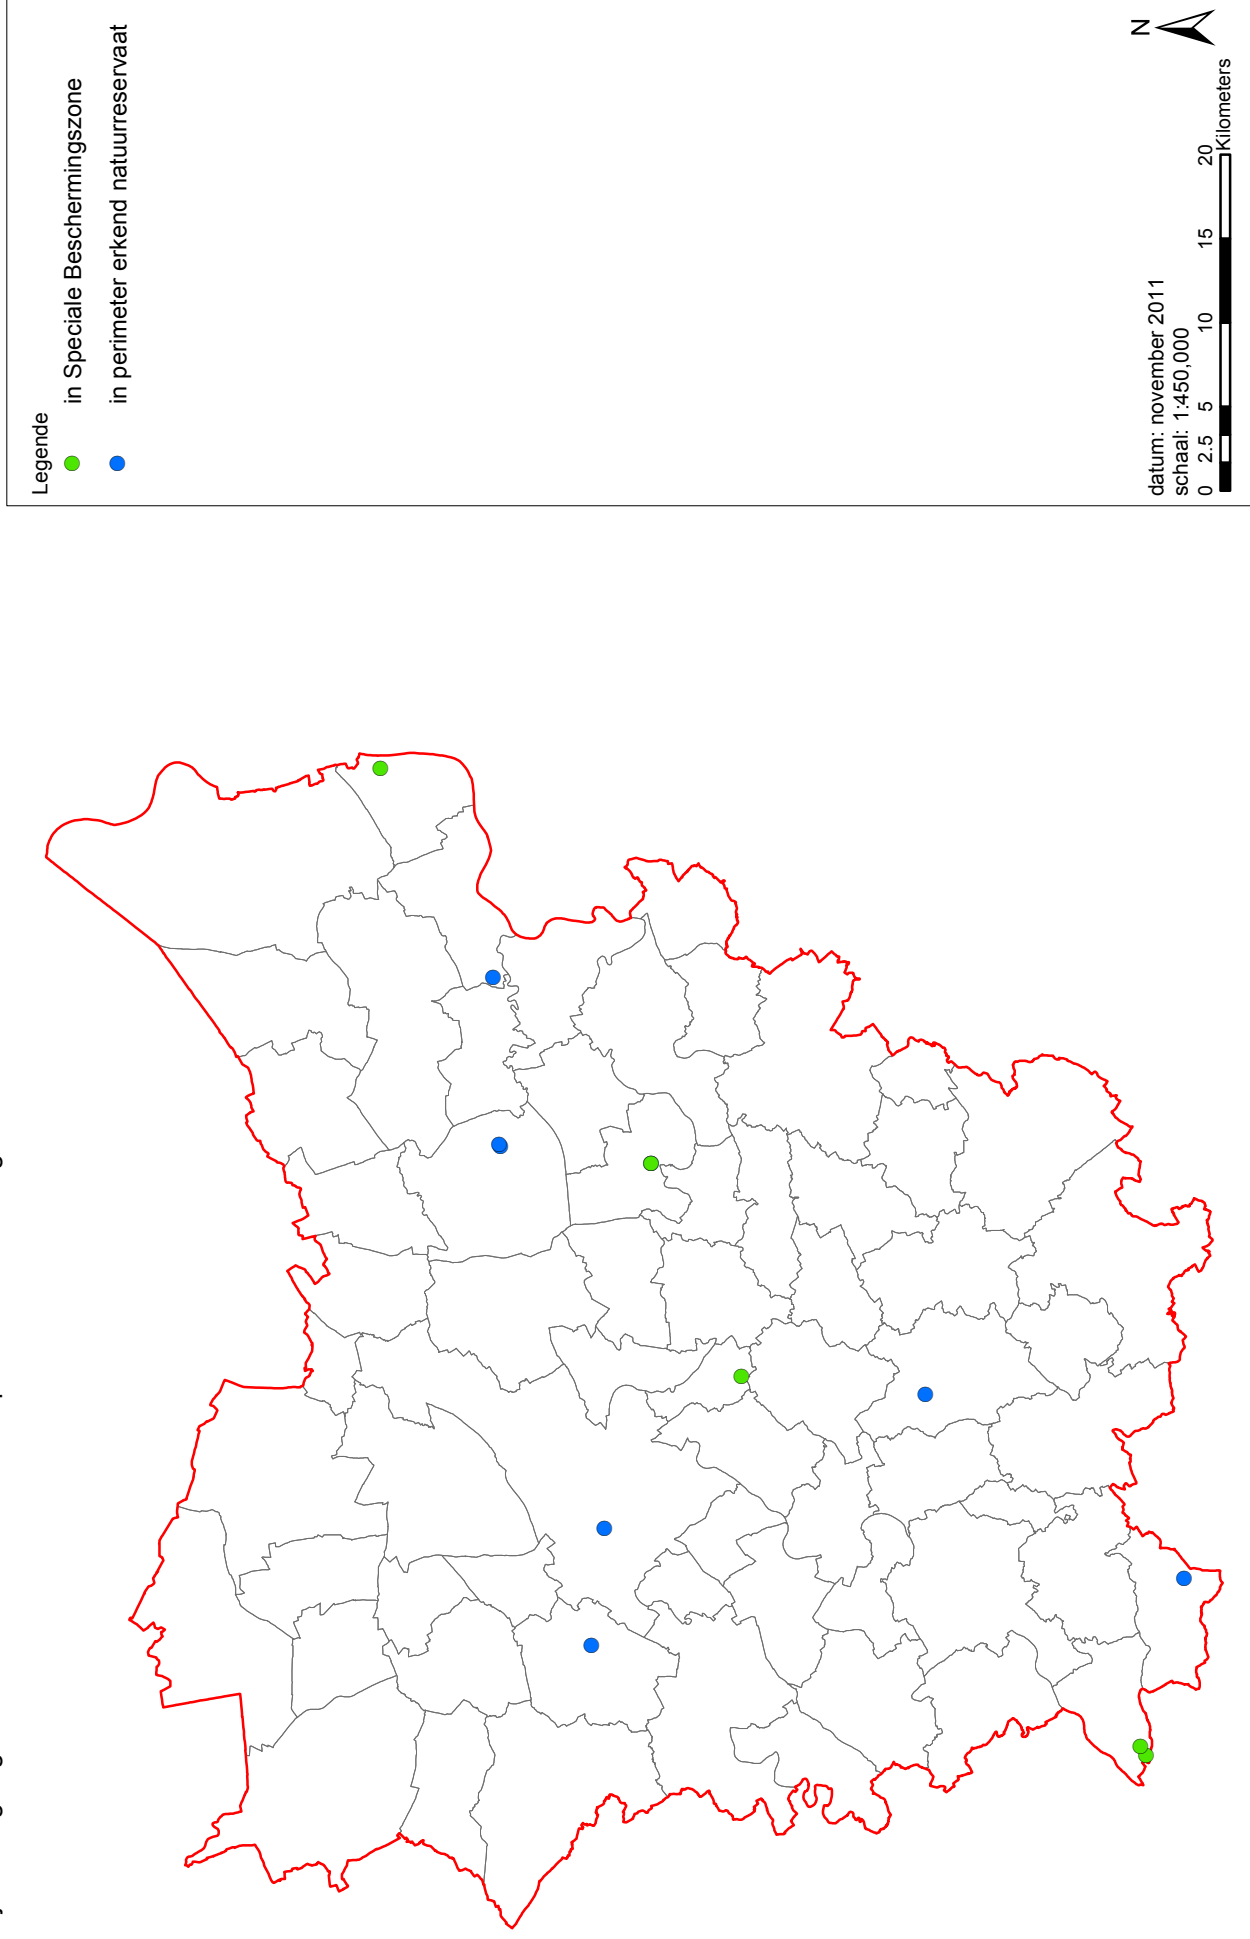 Legende
in Speciale Beschermingszone
in perimeter erkend natuurreservaat
datum: november 2011
schaal: 1:450,000
0 2.5 5 10 15 20
Kilometers
N